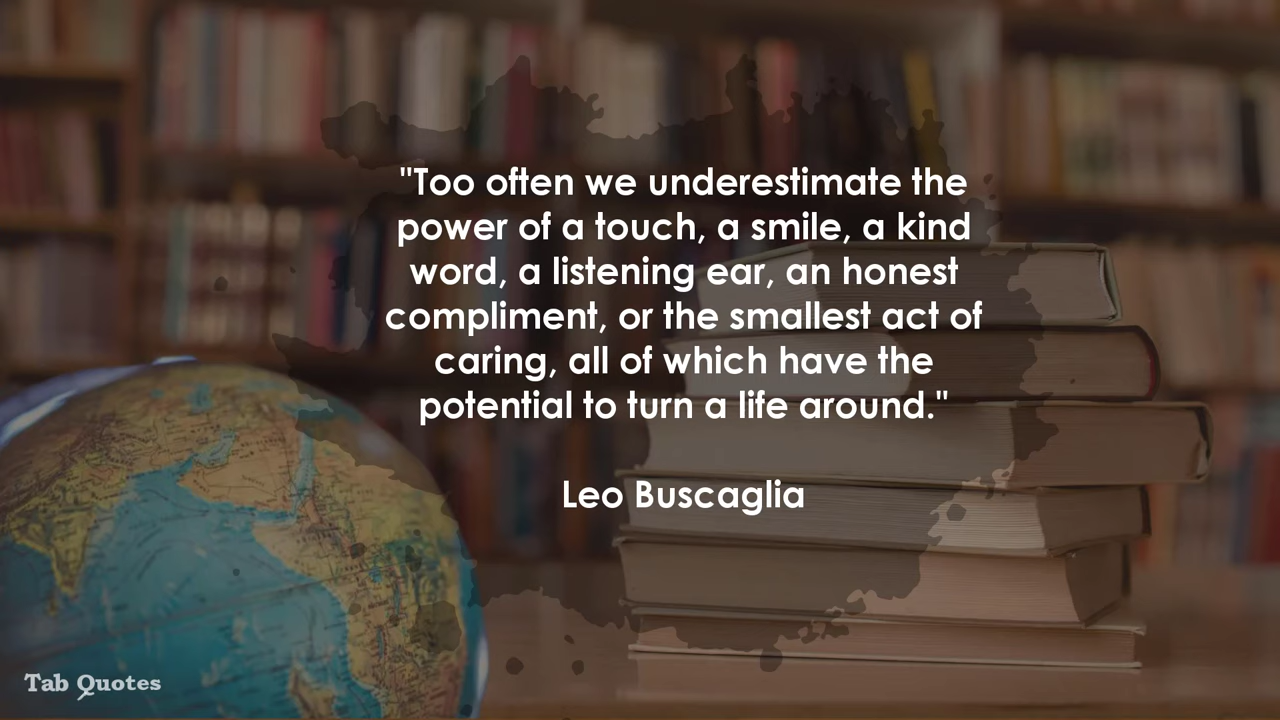 "Too often we underestimate the
power of a touch, a smile, a kind
word, a listening ear, an honest
compliment, or the smallest act of
caring, all of which have the
potential to turn a life around."
Leo Buscaglia
Tab Quotes